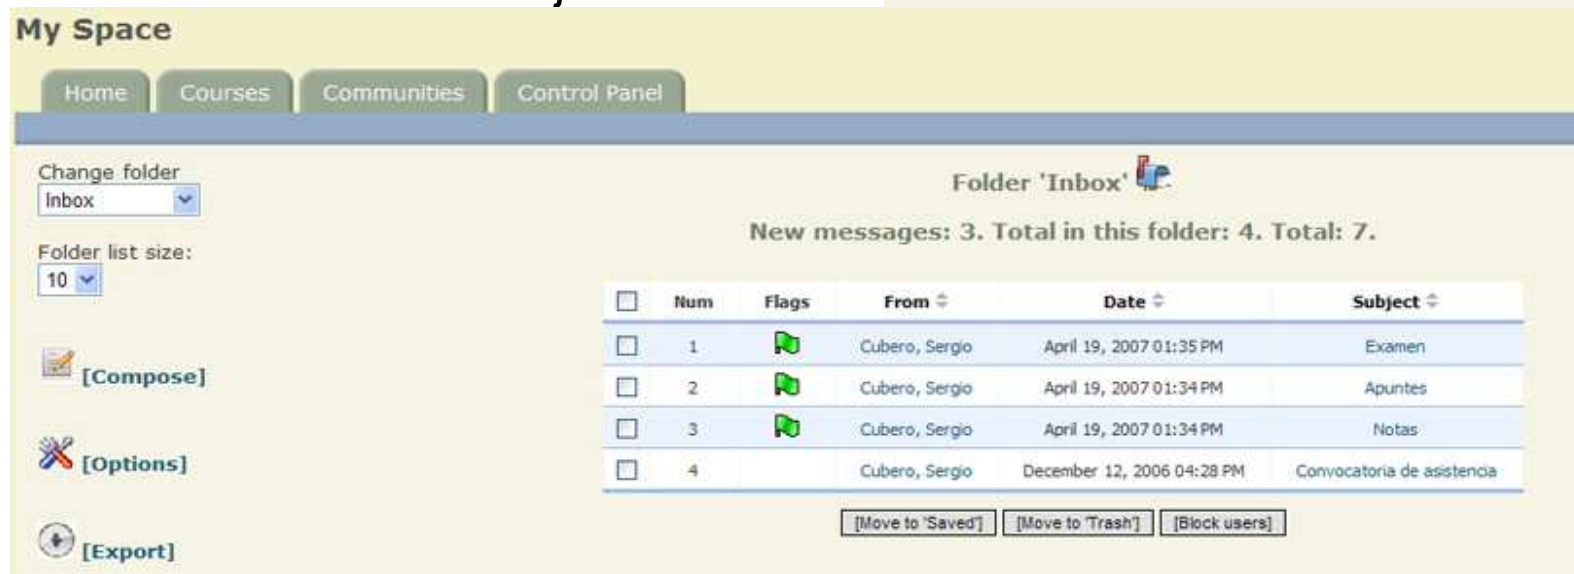 My Space
Home Courses Communities Control Panel
Change folder
Inbox
Folder list size:
10
[Compose]
[Options]
[Export]
Folder 'Inbox'
New messages: 3. Total in this folder: 4. Total: 7.
Num Flags From Date Subject
1 Cubero, Sergio April 19, 2007 01:35 PM Examen
2 Cubero, Sergio April 19, 2007 01:34 PM Apuntes
3 Cubero, Sergio April 19, 2007 01:34 PM Notas
4 Cubero, Sergio December 12, 2006 04:28 PM Convocatoria de asistencia
[Move to 'Saved'] [Move to 'Trash'] [Block users]